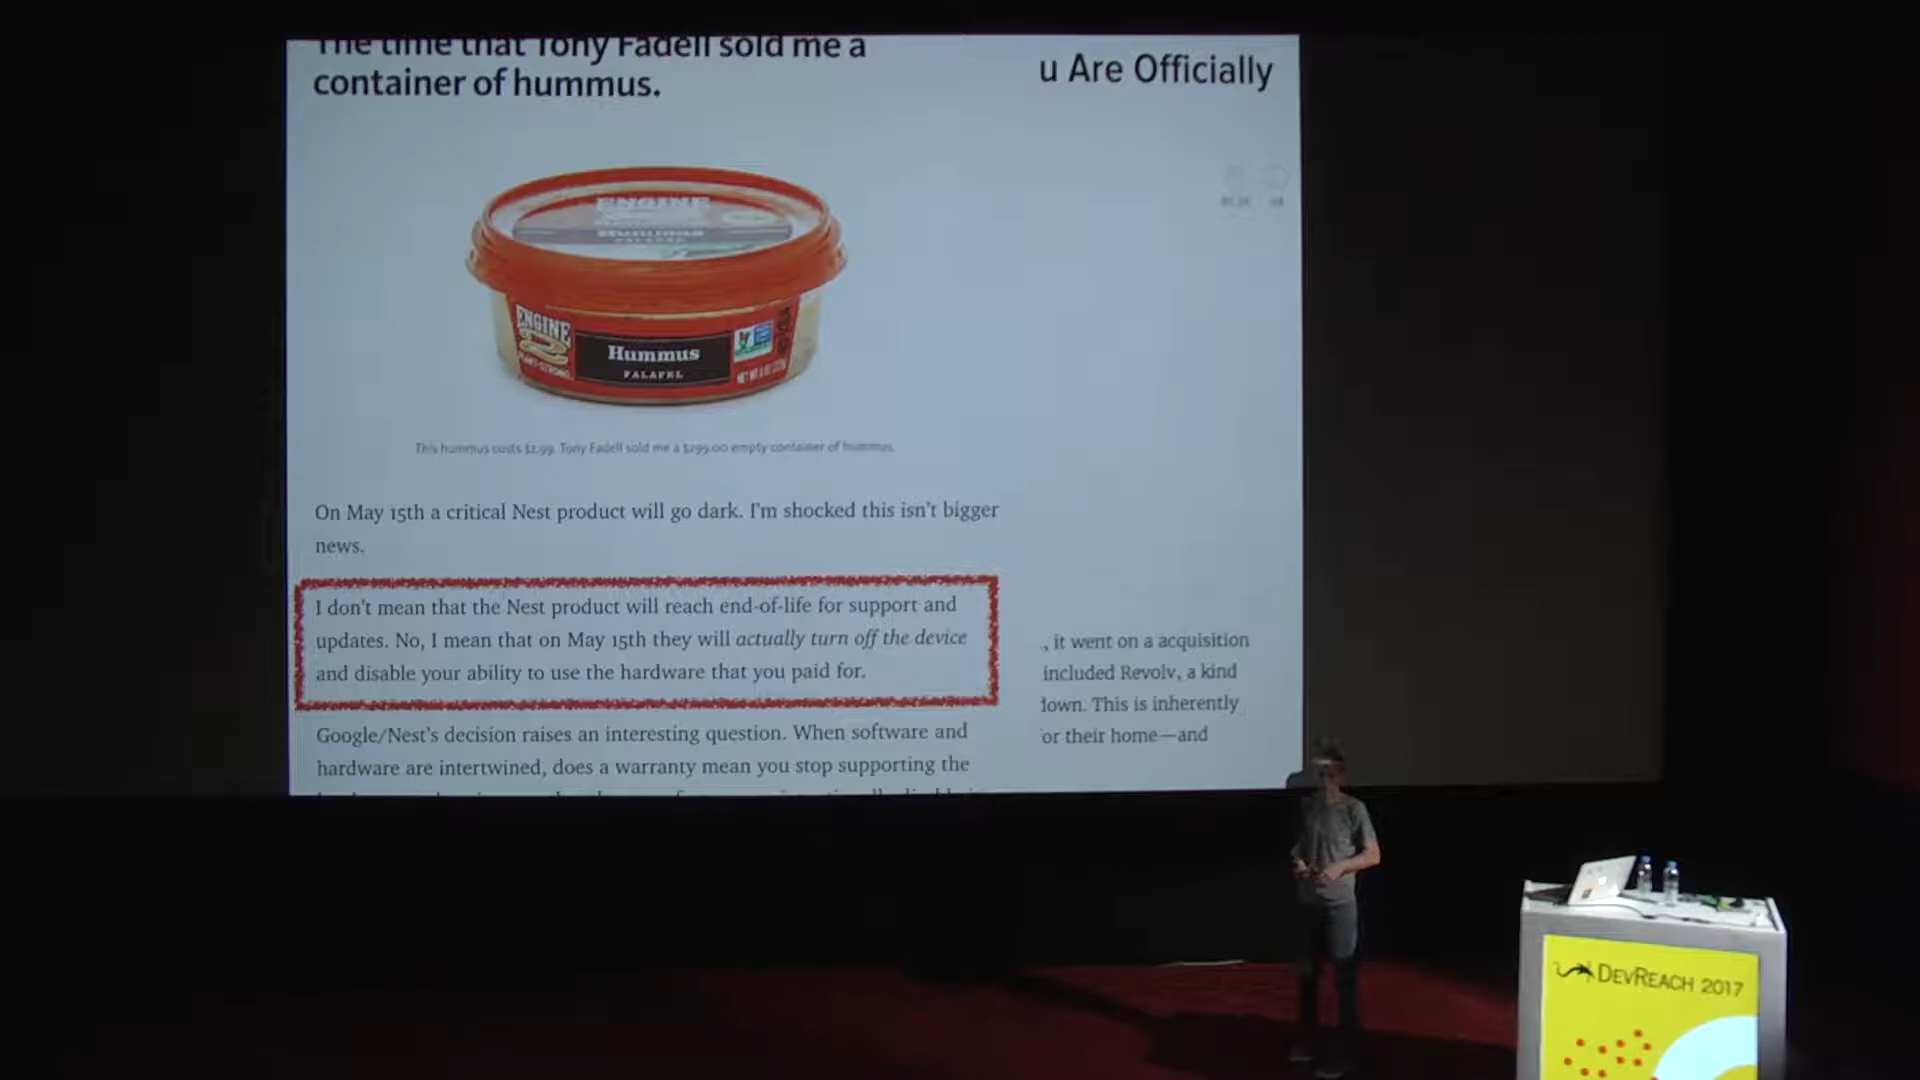 The time that Tony Fadell sold me a
container of hummus.
u Are Officially
ENGINE
Hummus
FALAFEL
ENGINE
PLANT-STRONG
Hummus
FALAFEL
This hummus costs $2.99. Tony Fadell sold me a $299.00 empty container of hummus.
On May 15th a critical Nest product will go dark. I'm shocked this isn't bigger
news.
I don't mean that the Nest product will reach end-of-life for support and
updates. No, I mean that on May 15th they will actually turn off the device
and disable your ability to use the hardware that you paid for.
Google/Nest's decision raises an interesting question. When software and
hardware are intertwined, does a warranty mean you stop supporting the
, it went on a acquisition
included Revolv, a kind
down. This is inherently
or their home—and
DEVREACH 2017